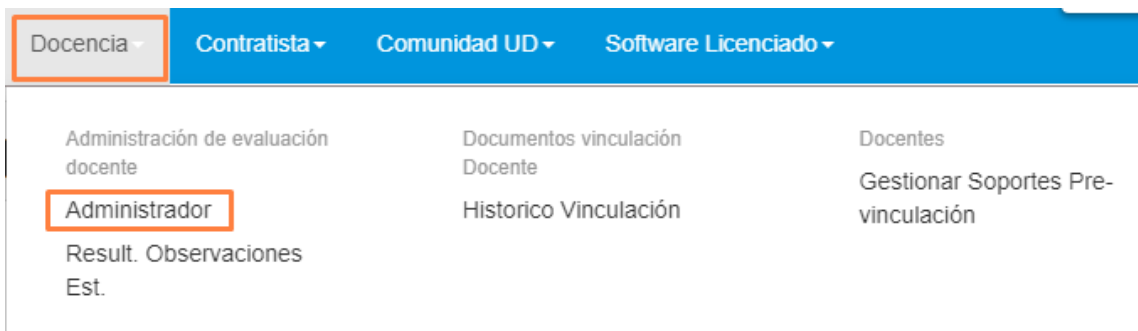 Docencia Contratista Comunidad UD Software Licenciado
Administración de evaluación
docente
Administrador
Result. Observaciones
Est.
Documentos vinculación
Docente
Historico Vinculación
Docentes
Gestionar Soportes Pre-
vinculación